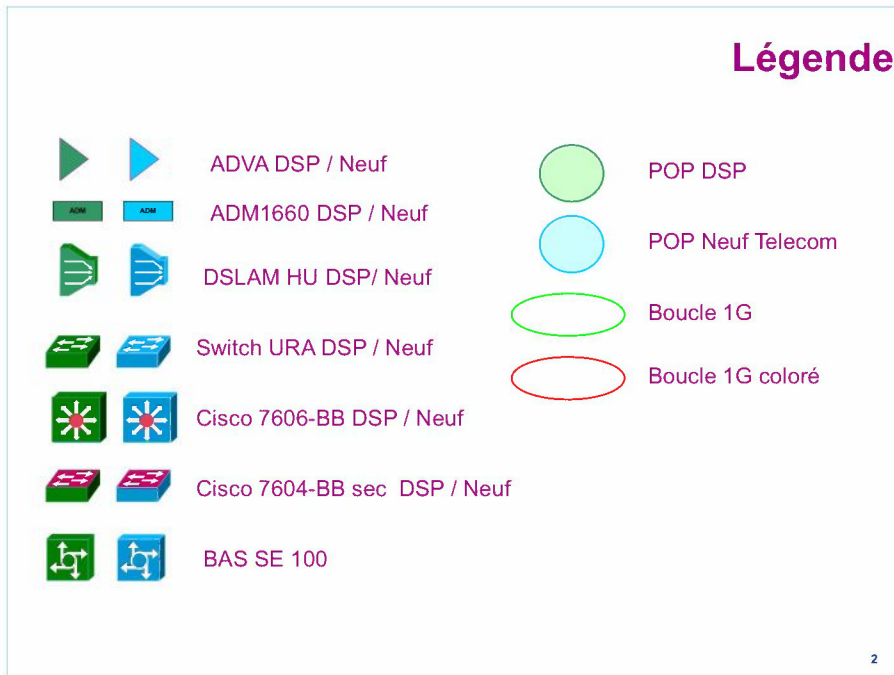 Légende
ADVA DSP / Neuf
ADM ADM
ADM1660 DSP / Neuf
DSLAM HU DSP/ Neuf
Switch URA DSP / Neuf
Cisco 7606-BB DSP / Neuf
Cisco 7604-BB sec DSP / Neuf
BAS SE 100
POP DSP
POP Neuf Telecom
Boucle 1G
Boucle 1G coloré
2